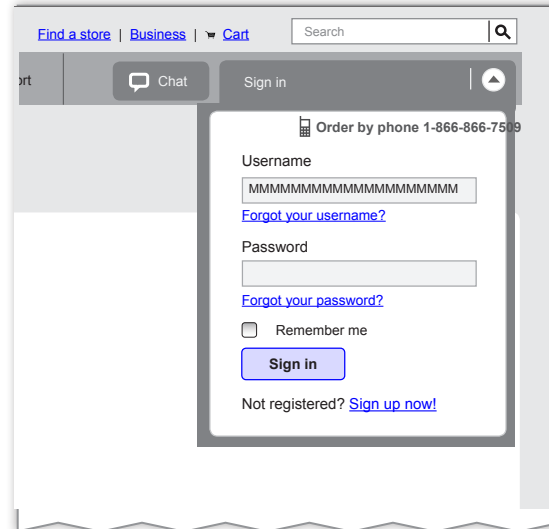 Find a store | Business | Cart Search
ort Chat Sign in
Order by phone 1-866-866-7509
Username
MMMMMMMMMMMMMMMMMMMM
Forgot your username?
Password
Forgot your password?
Remember me
Sign in
Not registered? Sign up now!